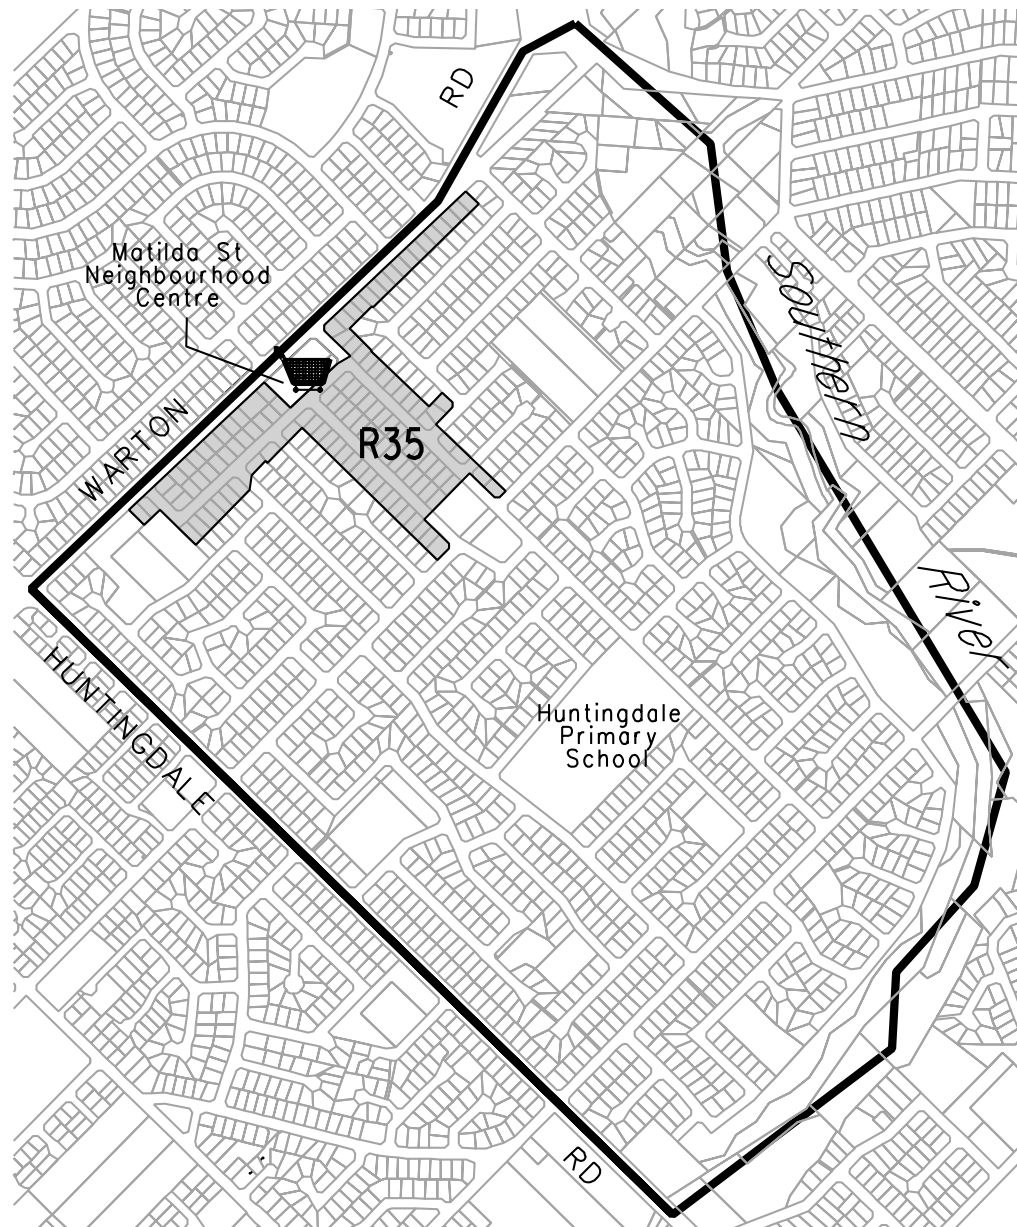 RD
Matilda St
Neighbourhood
Centre
Southern
WARTON
R35
River
HUNTINGDALE
Huntingdale
Primary
School
RD